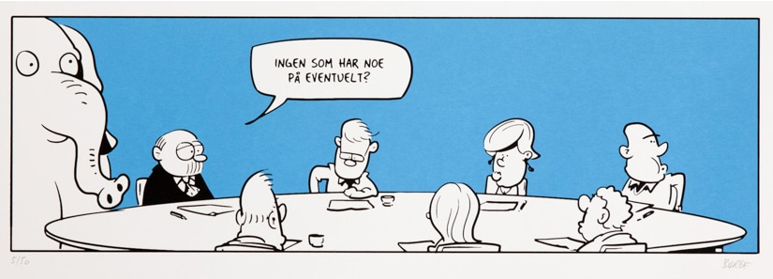 INGEN SOM HAR NOE
PÅ EVENTUELT?